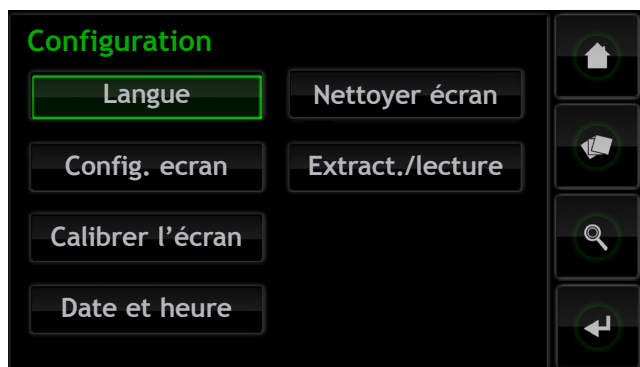 Configuration
Langue
Nettoyer écran
Config. ecran
Extract./lecture
Calibrer l’écran
Date et heure